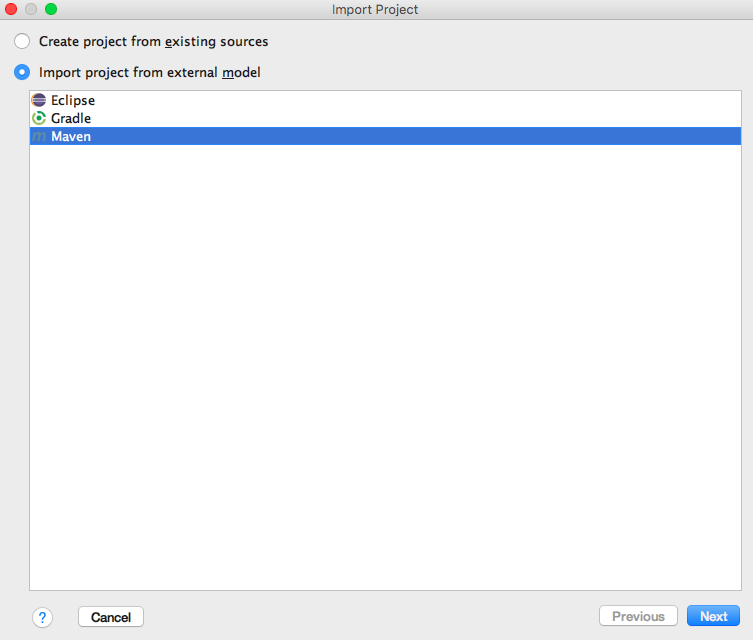 Import Project
Create project from existing sources
Import project from external model
Eclipse
Gradle
m Maven
?
Cancel
Previous
Next